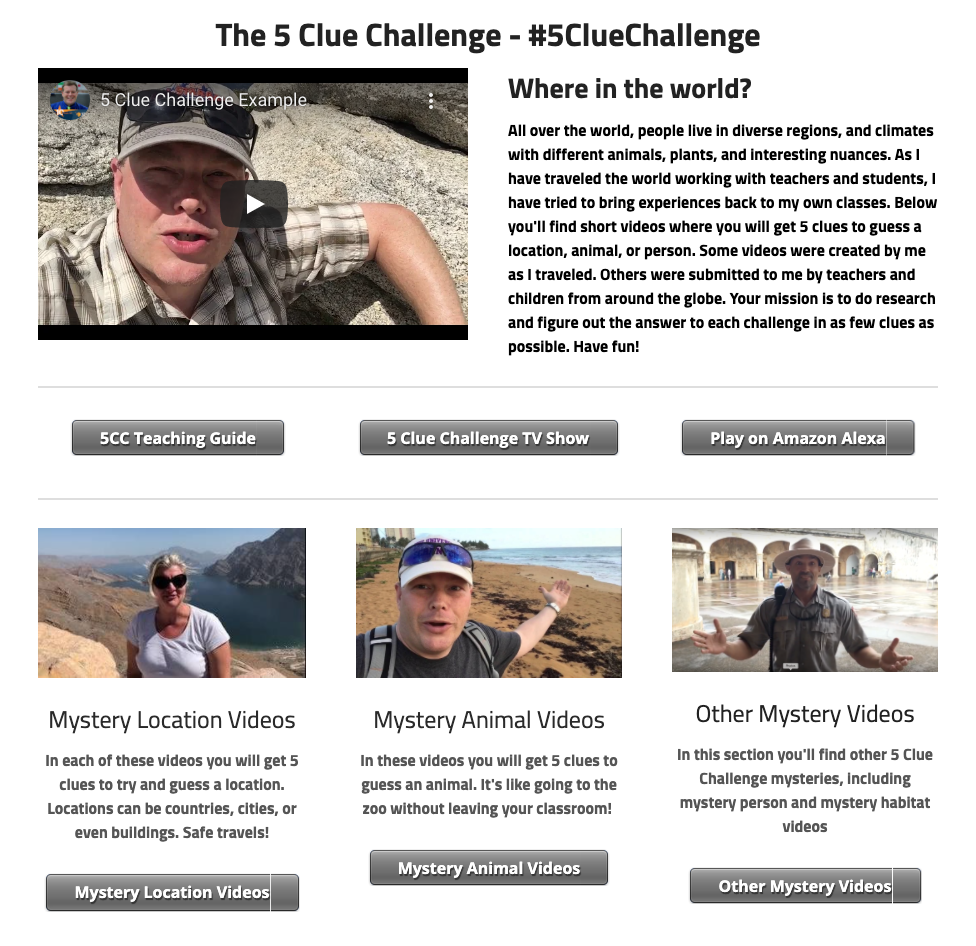 The 5 Clue Challenge - #5ClueChallenge
5 Clue Challenge Example
Where in the world?
All over the world, people live in diverse regions, and climates
with different animals, plants, and interesting nuances. As I
have traveled the world working with teachers and students, I
have tried to bring experiences back to my own classes. Below
you'll find short videos where you will get 5 clues to guess a
location, animal, or person. Some videos were created by me
as I traveled. Others were submitted to me by teachers and
children from around the globe. Your mission is to do research
and figure out the answer to each challenge in as few clues as
possible. Have fun!
5CC Teaching Guide
5 Clue Challenge TV Show
Play on Amazon Alexa
Mystery Location Videos
In each of these videos you will get 5
clues to try and guess a location.
Locations can be countries, cities, or
even buildings. Safe travels!
Mystery Location Videos
Mystery Animal Videos
In these videos you will get 5 clues to
guess an animal. It's like going to the
zoo without leaving your classroom!
Mystery Animal Videos
Other Mystery Videos
In this section you'll find other 5 Clue
Challenge mysteries, including
mystery person and mystery habitat
videos
Other Mystery Videos